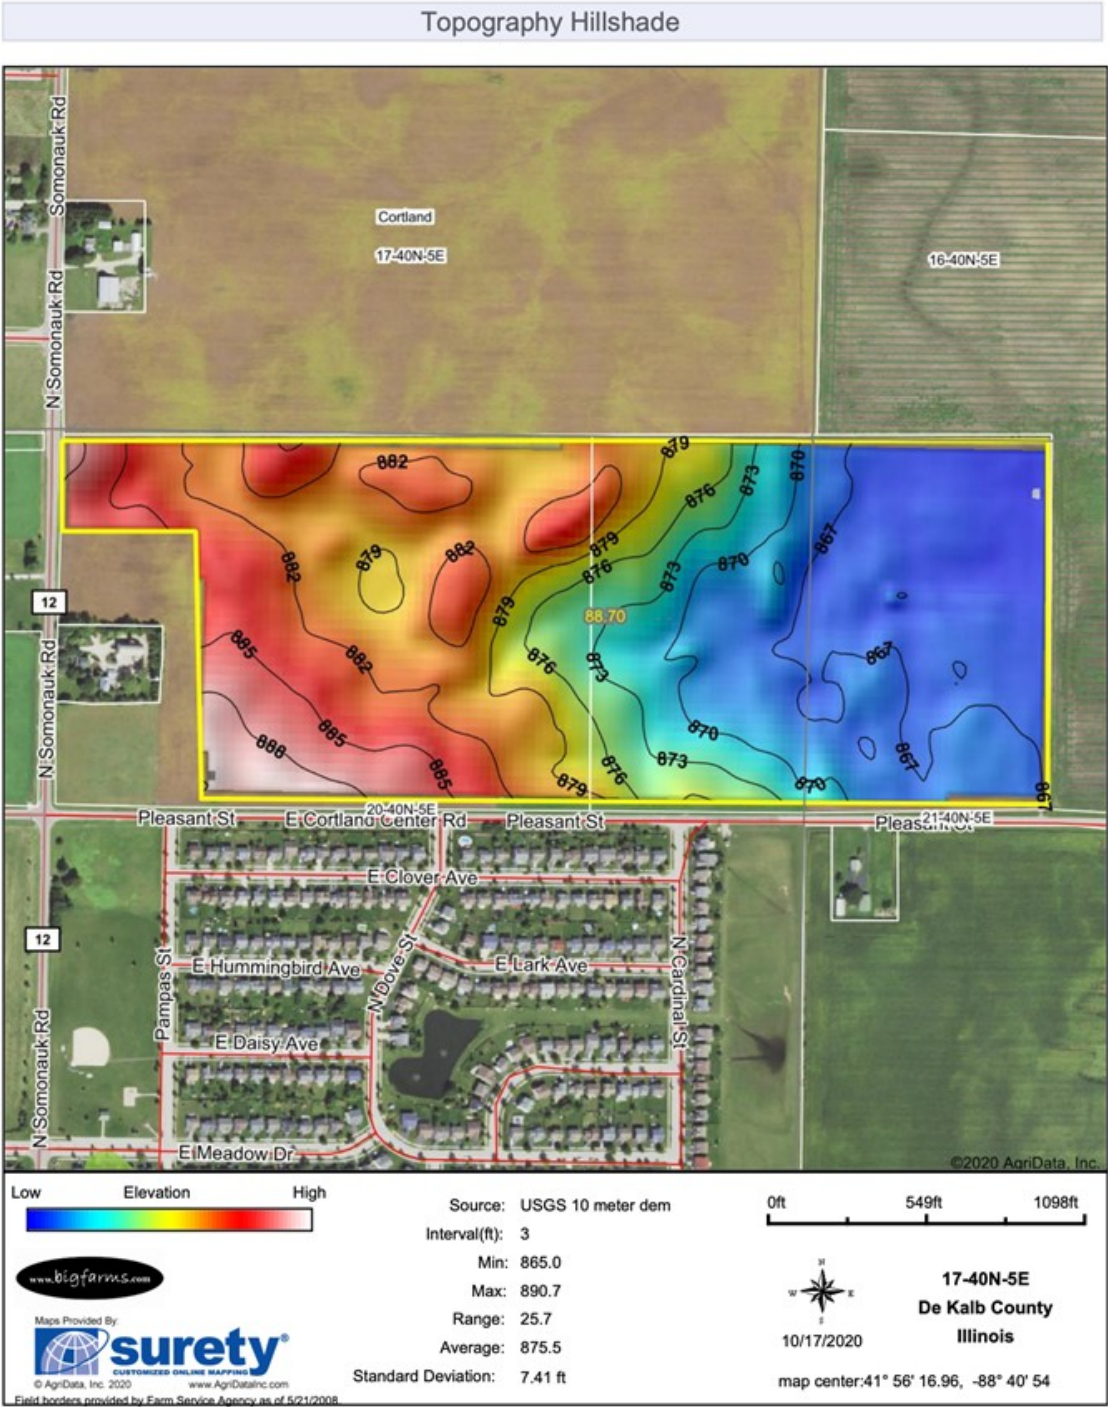 Topography Hillshade
Somonauk Rd
Cortland
17-40N-5E
16-40N-5E
N Somonauk Rd
879
882
873
870
876
879
882
867
879
876
882
870
873
12
879
88.70
885
882
876
873
867
N Somonauk Rd
885
870
888
867
873
885
876
879
870
867
20-40N-5E
21-40N-5E
Pleasant St
E Cortland Center Rd
Pleasant St
Pleasant St
E Clover Ave
12
E Hummingbird Ave
N Dove St
E Lark Ave
N Cardinal St
Pampas St
E Daisy Ave
N Somonauk Rd
E Meadow Dr
©2020 AgriData, Inc.
Low Elevation High
www.bigfarms.com
Maps Provided By:
surety®
CUSTOMIZED ONLINE MAPPING
© AgriData, Inc. 2020 www.AgriDataInc.com
Field borders provided by Farm Service Agency as of 5/21/2008.
Source: USGS 10 meter dem
Interval(ft): 3
Min: 865.0
Max: 890.7
Range: 25.7
Average: 875.5
Standard Deviation: 7.41 ft
0ft 549ft 1098ft
N
W E
S
10/17/2020
17-40N-5E
De Kalb County
Illinois
map center:41° 56' 16.96, -88° 40' 54